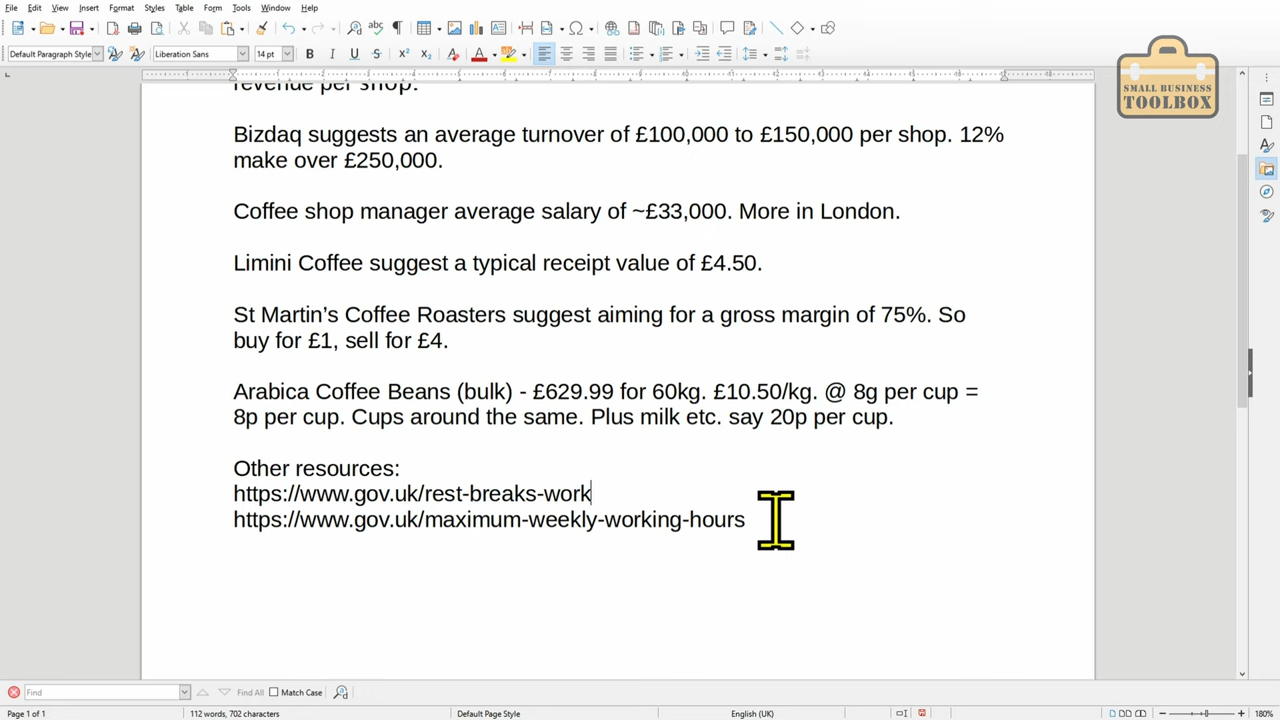 File Edit View Insert Format Styles Table Form Tools Window Help
Default Paragraph Style Liberation Sans 14 pt
SMALL BUSINESS
TOOLBOX
revenue per shop.
Bizdaq suggests an average turnover of £100,000 to £150,000 per shop. 12%
make over £250,000.
Coffee shop manager average salary of ~£33,000. More in London.
Limini Coffee suggest a typical receipt value of £4.50.
St Martin’s Coffee Roasters suggest aiming for a gross margin of 75%. So
buy for £1, sell for £4.
Arabica Coffee Beans (bulk) - £629.99 for 60kg. £10.50/kg. @ 8g per cup =
8p per cup. Cups around the same. Plus milk etc. say 20p per cup.
Other resources:
https://www.gov.uk/rest-breaks-work
https://www.gov.uk/maximum-weekly-working-hours
Find Find All Match Case
Page 1 of 1 112 words, 702 characters Default Page Style English (UK) 180%